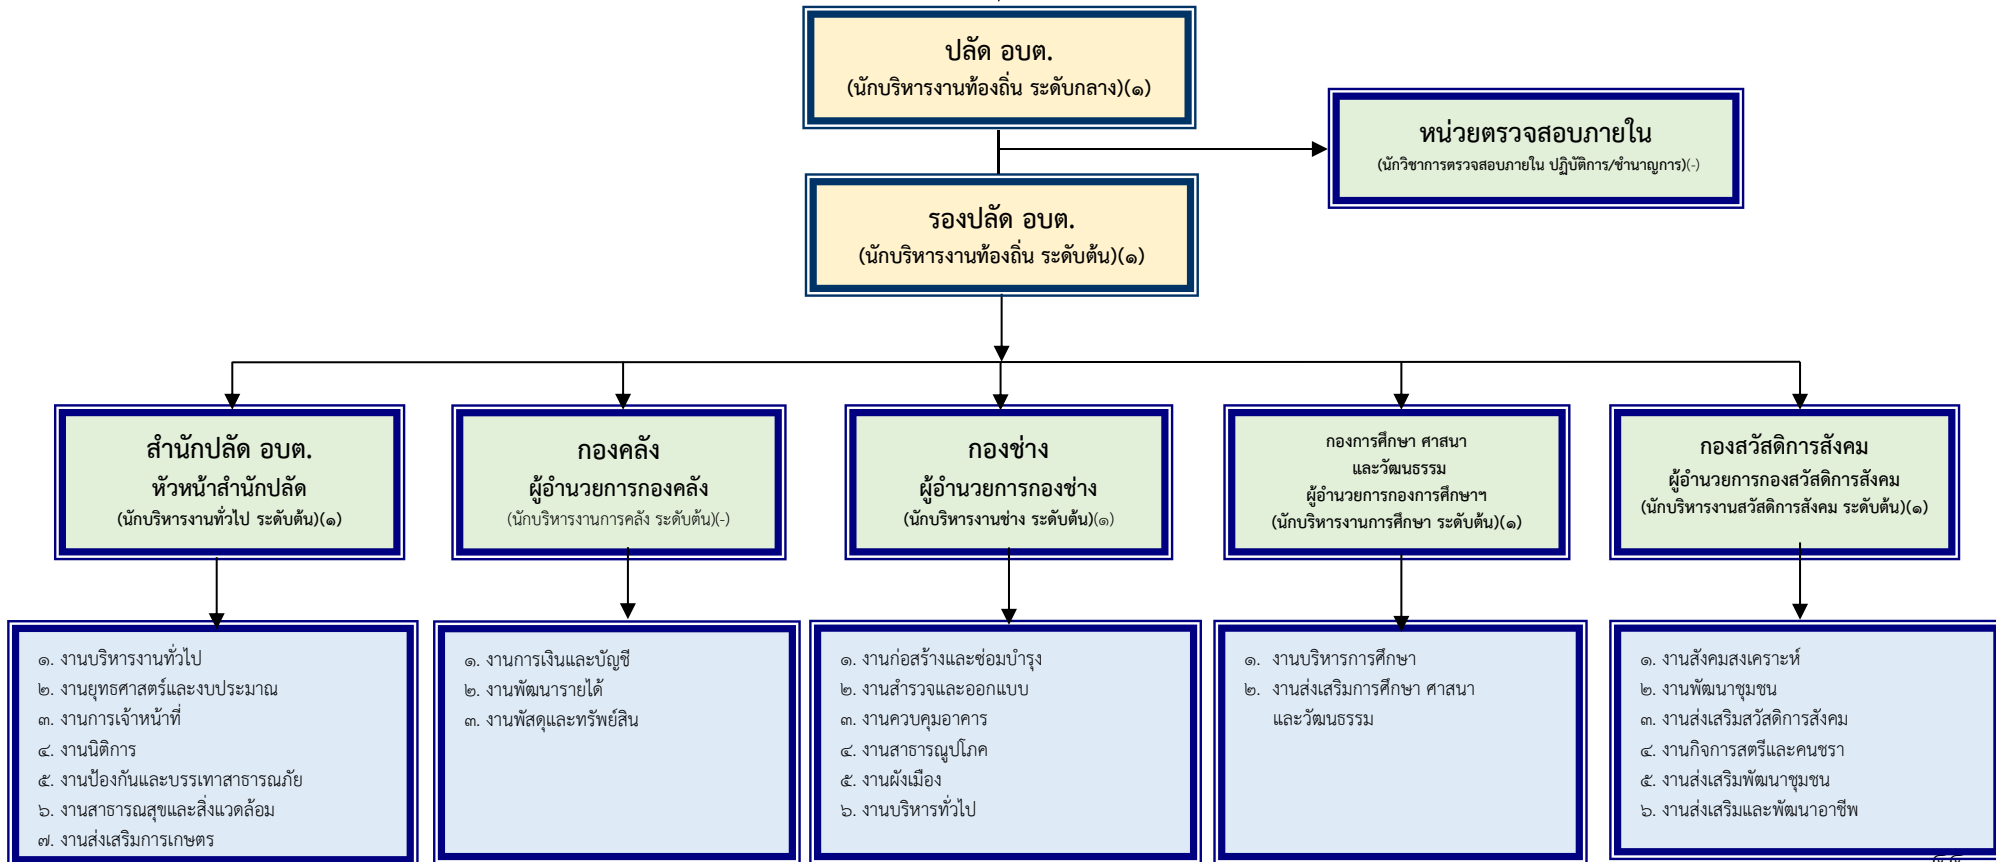 ปลัด อบต.
(นักบริหารงานท้องถิ่น ระดับกลาง)(๑)
หน่วยตรวจสอบภายใน
(นักวิชาการตรวจสอบภายใน ปฏิบัติการ/ชำนาญการ)(-)
รองปลัด อบต.
(นักบริหารงานท้องถิ่น ระดับต้น)(๑)
สำนักปลัด อบต.
หัวหน้าสำนักปลัด
(นักบริหารงานทั่วไป ระดับต้น)(๑)
กองคลัง
ผู้อำนวยการกองคลัง
(นักบริหารงานการคลัง ระดับต้น)(-)
กองช่าง
ผู้อำนวยการกองช่าง
(นักบริหารงานช่าง ระดับต้น)(๑)
กองการศึกษา ศาสนา
และวัฒนธรรม
ผู้อำนวยการกองการศึกษาฯ
(นักบริหารงานการศึกษา ระดับต้น)(๑)
กองสวัสดิการสังคม
ผู้อำนวยการกองสวัสดิการสังคม
(นักบริหารงานสวัสดิการสังคม ระดับต้น)(๑)
๑. งานบริหารงานทั่วไป
๒. งานยุทธศาสตร์และงบประมาณ
๓. งานการเจ้าหน้าที่
๔. งานนิติการ
๕. งานป้องกันและบรรเทาสาธารณภัย
๖. งานสาธารณสุขและสิ่งแวดล้อม
๗. งานส่งเสริมการเกษตร
๑. งานการเงินและบัญชี
๒. งานพัฒนารายได้
๓. งานพัสดุและทรัพย์สิน
๑. งานก่อสร้างและซ่อมบำรุง
๒. งานสำรวจและออกแบบ
๓. งานควบคุมอาคาร
๔. งานสาธารณูปโภค
๕. งานผังเมือง
๖. งานบริหารทั่วไป
๑. งานบริหารการศึกษา
๒. งานส่งเสริมการศึกษา ศาสนา
และวัฒนธรรม
๑. งานสังคมสงเคราะห์
๒. งานพัฒนาชุมชน
๓. งานส่งเสริมสวัสดิการสังคม
๔. งานกิจการสตรีและคนชรา
๕. งานส่งเสริมพัฒนาชุมชน
๖. งานส่งเสริมและพัฒนาอาชีพ